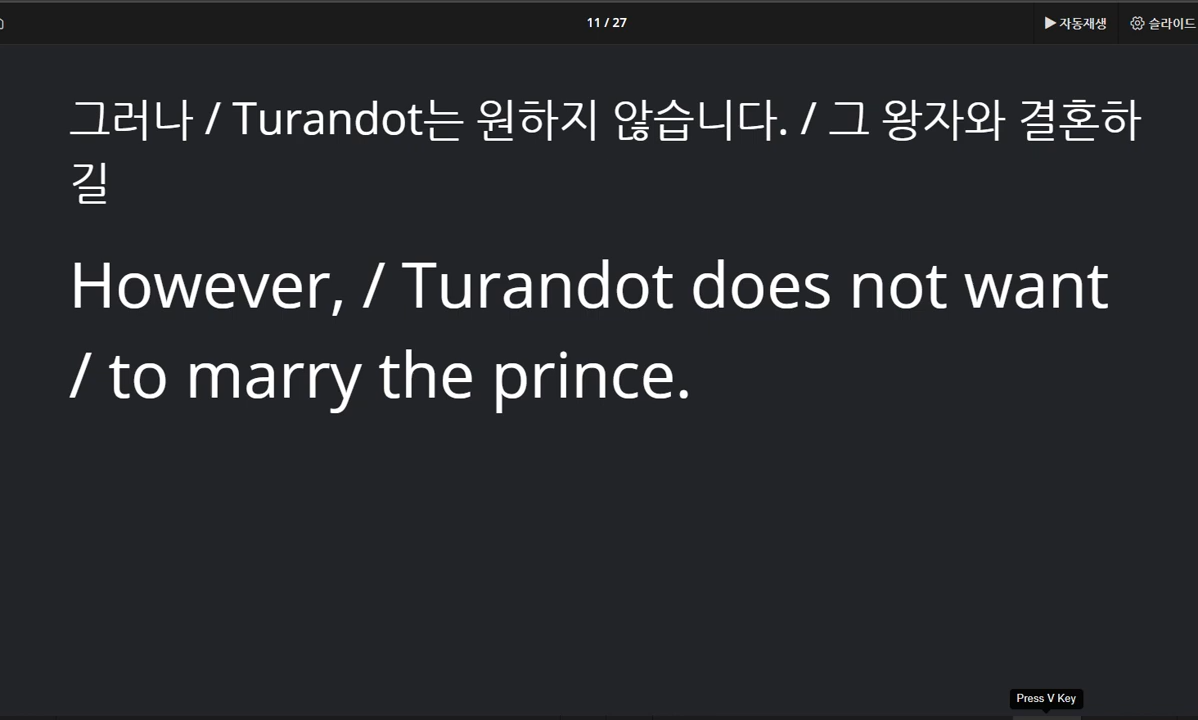 11 / 27
▶ 자동재생
슬라이드
그러나 / Turandot는 원하지 않습니다. / 그 왕자와 결혼하
길
However, / Turandot does not want
/ to marry the prince.
Press V Key